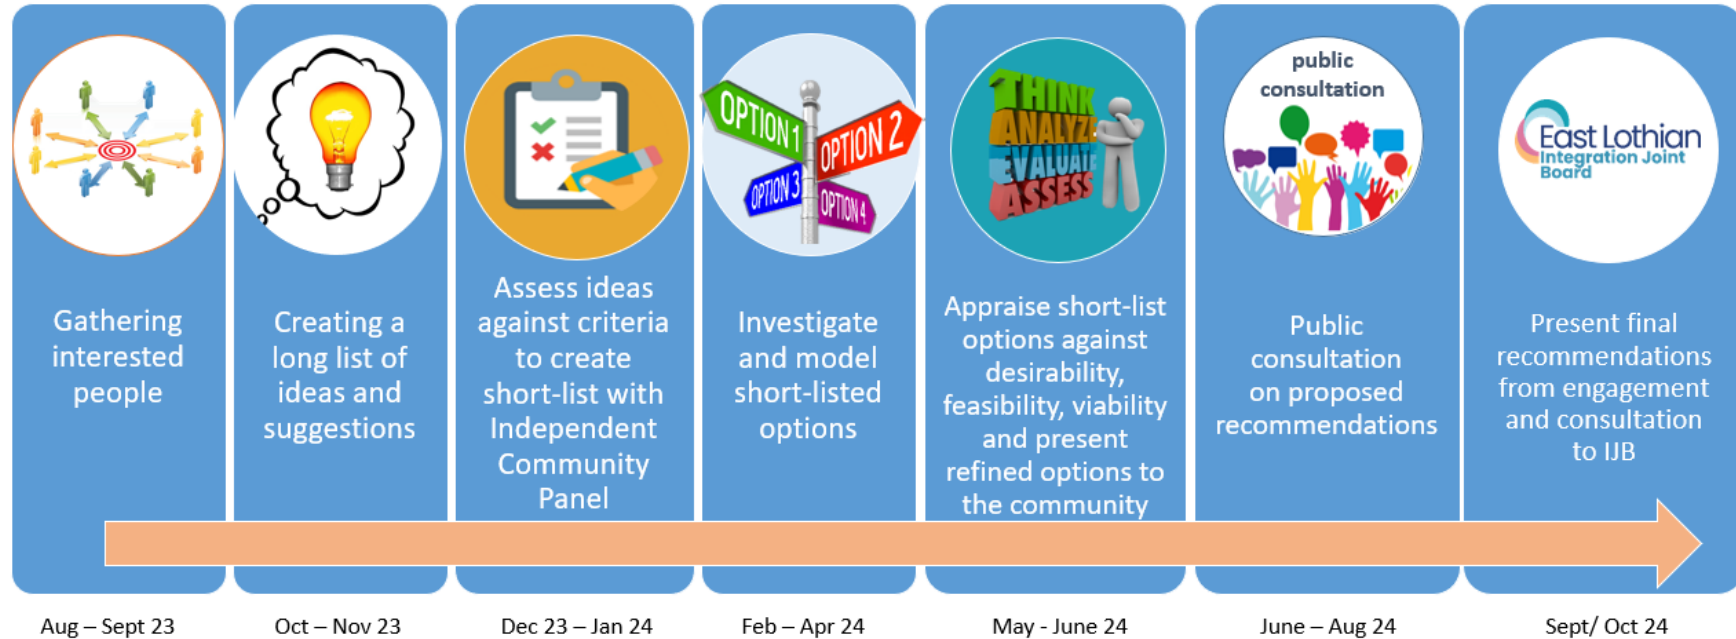 Gathering
interested
people
Aug – Sept 23
Creating a
long list of
ideas and
suggestions
Oct – Nov 23
Assess ideas
against criteria
to create
short-list with
Independent
Community
Panel
Dec 23 – Jan 24
OPTION 1
OPTION 2
OPTION 3
OPTION 4
Investigate
and model
short-listed
options
Feb – Apr 24
THINK
ANALYZE
EVALUATE
ASSESS
Appraise short-list
options against
desirability,
feasibility, viability
and present
refined options to
the community
May - June 24
public
consultation
Public
consultation
on proposed
recommendations
June – Aug 24
East Lothian
Integration Joint
Board
Present final
recommendations
from engagement
and consultation
to IJB
Sept/ Oct 24